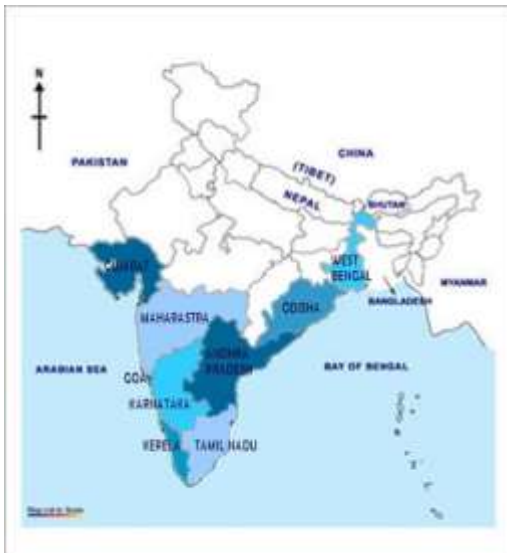 N
CHINA
PAKISTAN
(TIBET)
NEPAL
BHUTAN
WEST
BENGAL
MYANMAR
BANGLADESH
ODISHA
MAHARASTRA
ANDHRA
PRADESH
ARABIAN SEA
GOA
BAY OF BENGAL
KARNATAKA
KERELA
TAMIL NADU